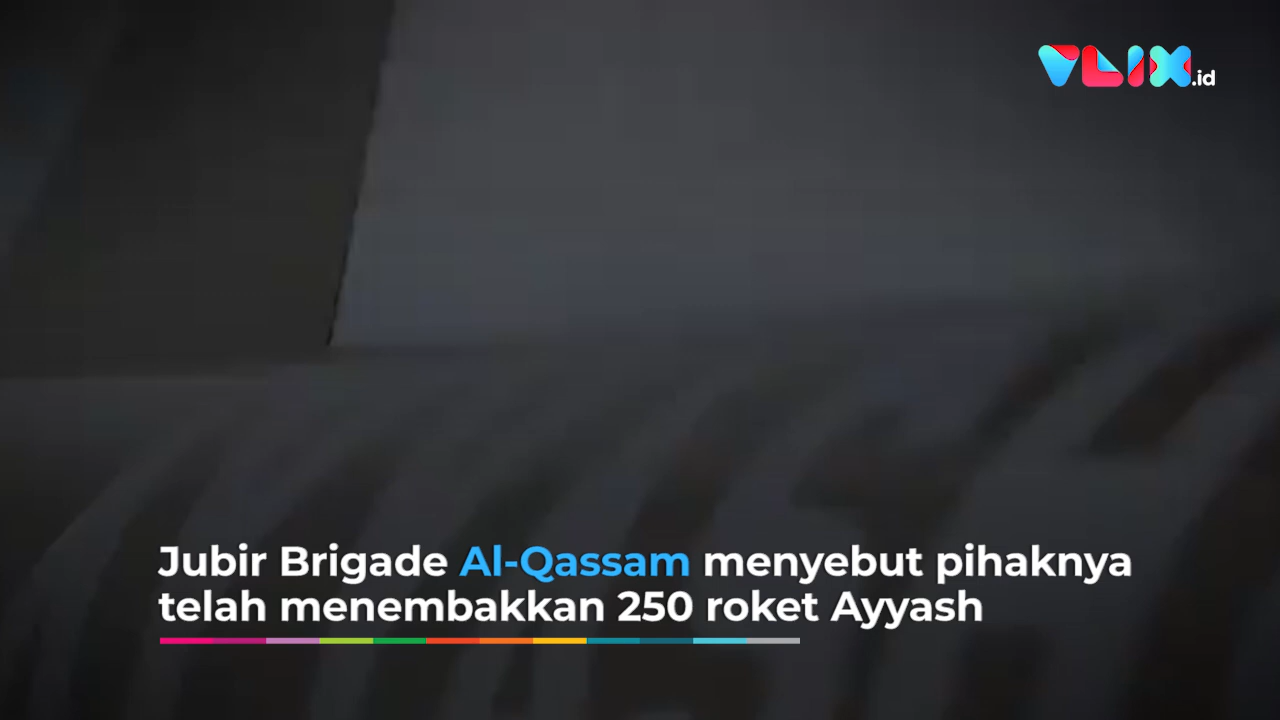 VLIX.id
Jubir Brigade Al-Qassam menyebut pihaknya
telah menembakkan 250 roket Ayyash